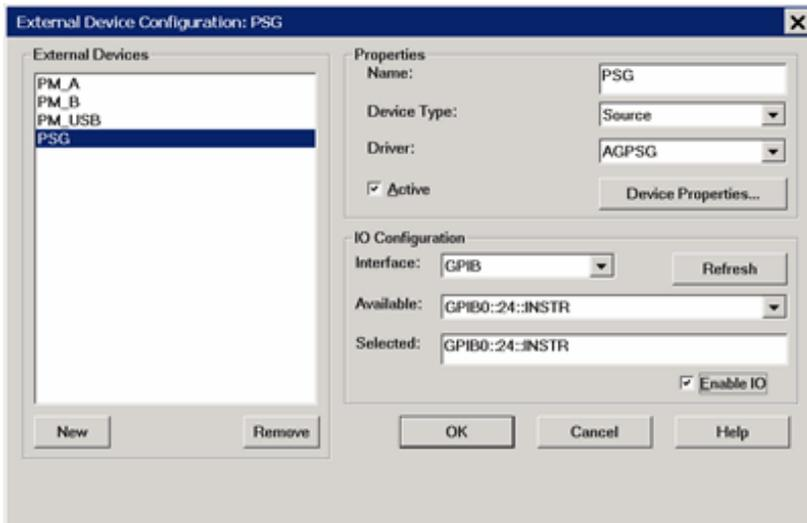 External Device Configuration: PSG
External Devices
PM_A
PM_B
PM_USB
PSG
New
Remove
Properties
Name:
PSG
Device Type:
Source
Driver:
AGPSG
Active
Device Properties...
IO Configuration
Interface:
GPIB
Refresh
Available:
GPIB0::24::INSTR
Selected:
GPIB0::24::INSTR
Enable IO
OK
Cancel
Help